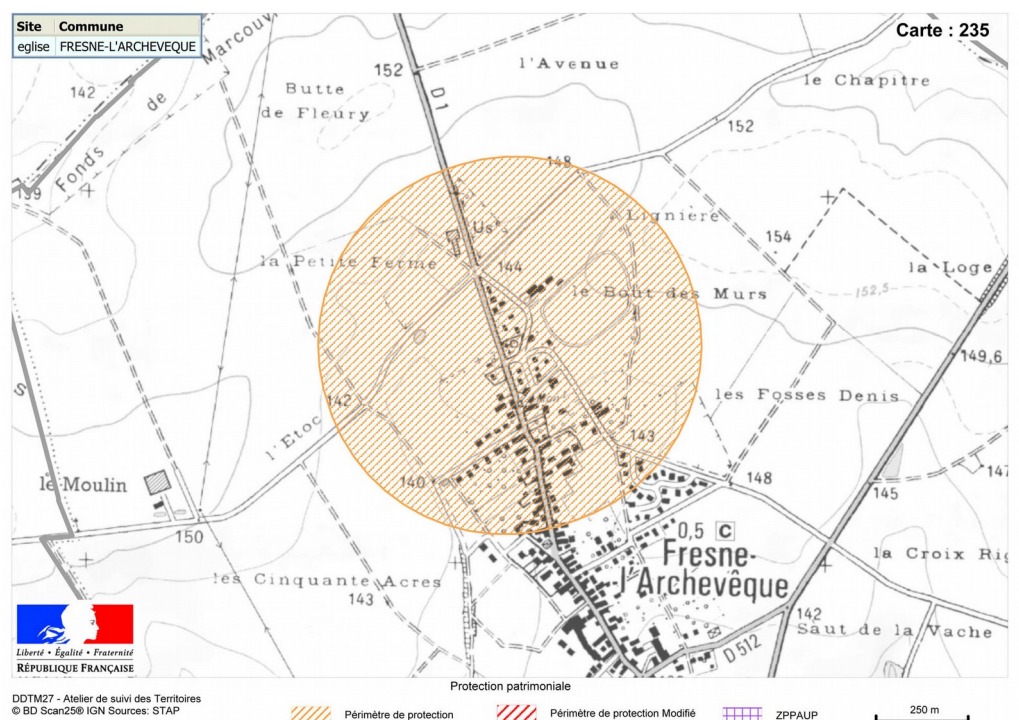 Site Commune
eglise FRESNE-L'ARCHEVEQUE
Carte : 235
Marcouv
de
Fonds
142
139
152
D 1
l'Avenue
Butte
de Fleury
le Chapitre
152
148
Lignière
154
Us
la Petite Ferme
144
la Loge
le Bout des Murs
152,5
149,6
142
les Fosses Denis
l'Etoc
143
S
le Moulin
140
148
147
145
150
0,5 C
Fresne-
l'Archevêque
la Croix Rig
les Cinquante Acres
143
142
Saut de la Vache
D 512
Liberté • Égalité • Fraternité
RÉPUBLIQUE FRANÇAISE
Protection patrimoniale
DDTM27 - Atelier de suivi des Territoires
© BD Scan25® IGN Sources: STAP
Périmètre de protection
Périmètre de protection Modifié
ZPPAUP
250 m